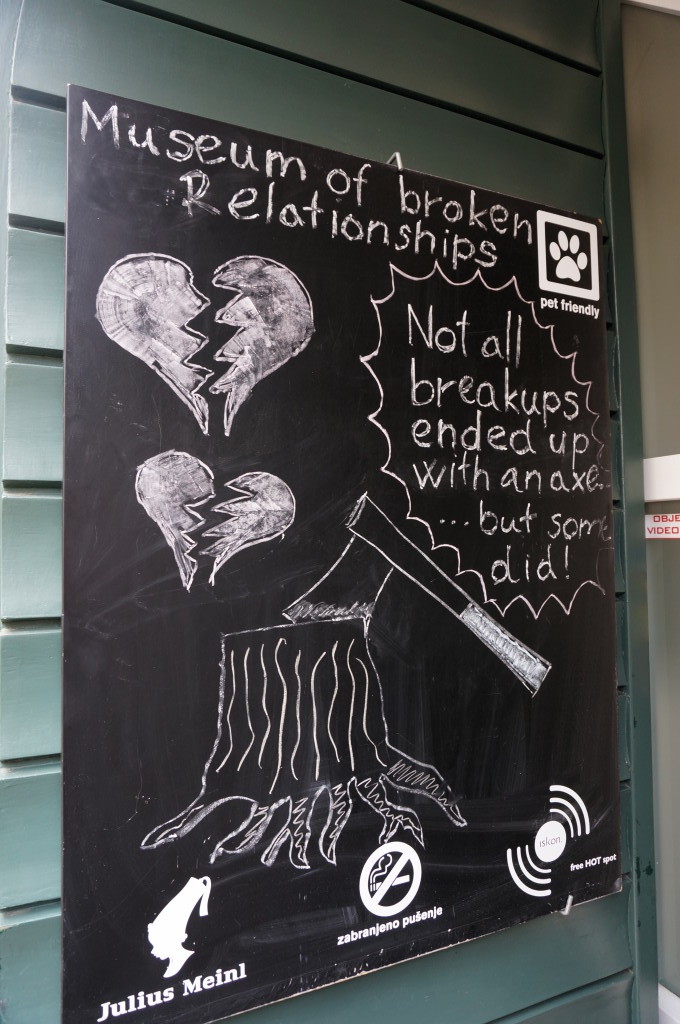 Museum of broken
Relationships
pet friendly
Not all
breakups
ended up
with an axe...
... but some
did!
OBJE
VIDEO
iskon.
free HOT spot
zabranjeno pušenje
Julius Meinl